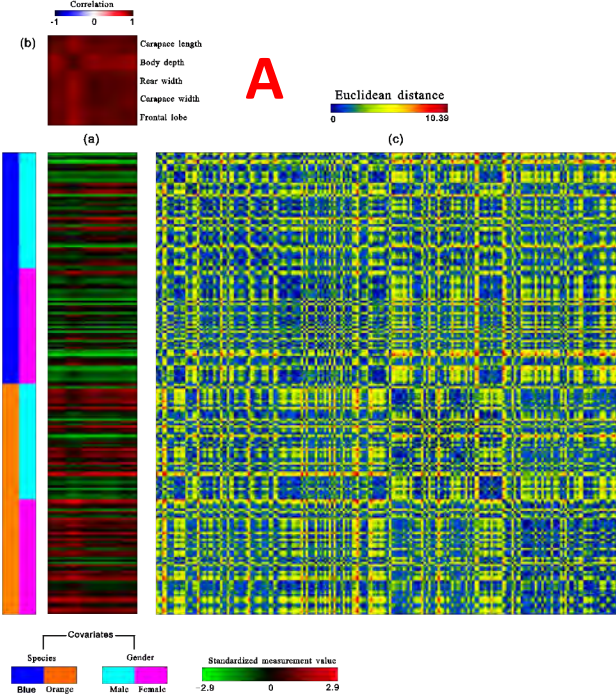 Correlation
-1 0 1
(b)
Carapace length
Body depth
Rear width
Carapace width
Frontal lobe
A
Euclidean distance
0 10.39
(a) (c)
Covariates
Species Gender
Blue Orange Male Female
Standardized measurement value
-2.9 0 2.9